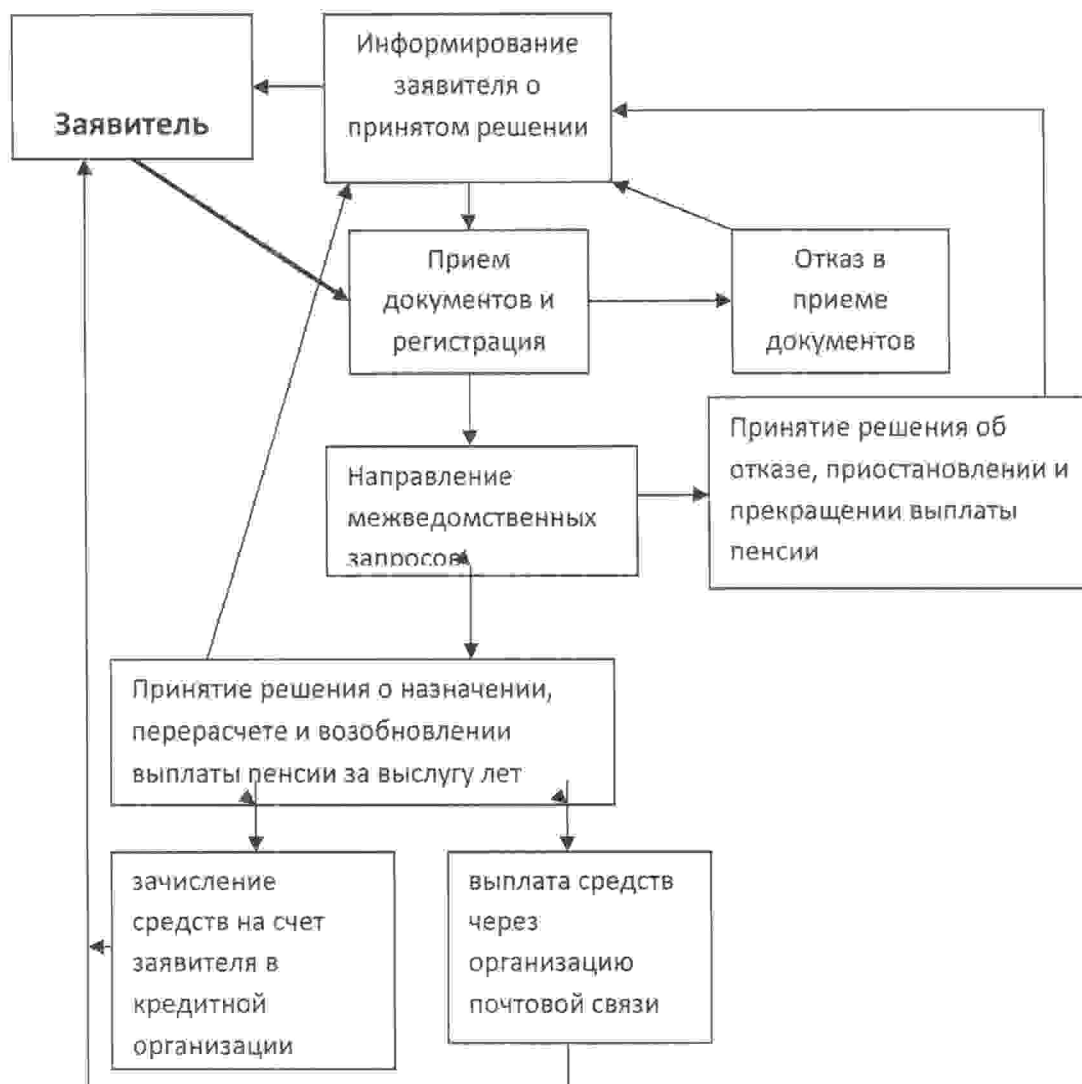 Заявитель
Информирование
заявителя о
принятом решении
Прием
документов и
регистрация
Отказ в
приеме
документов
Направление
межведомственных
запросов
Принятие решения об
отказе, приостановлении и
прекращении выплаты
пенсии
Принятие решения о назначении,
перерасчете и возобновлении
выплаты пенсии за выслугу лет
зачисление
средств на счет
заявителя в
кредитной
организации
выплата средств
через
организацию
почтовой связи